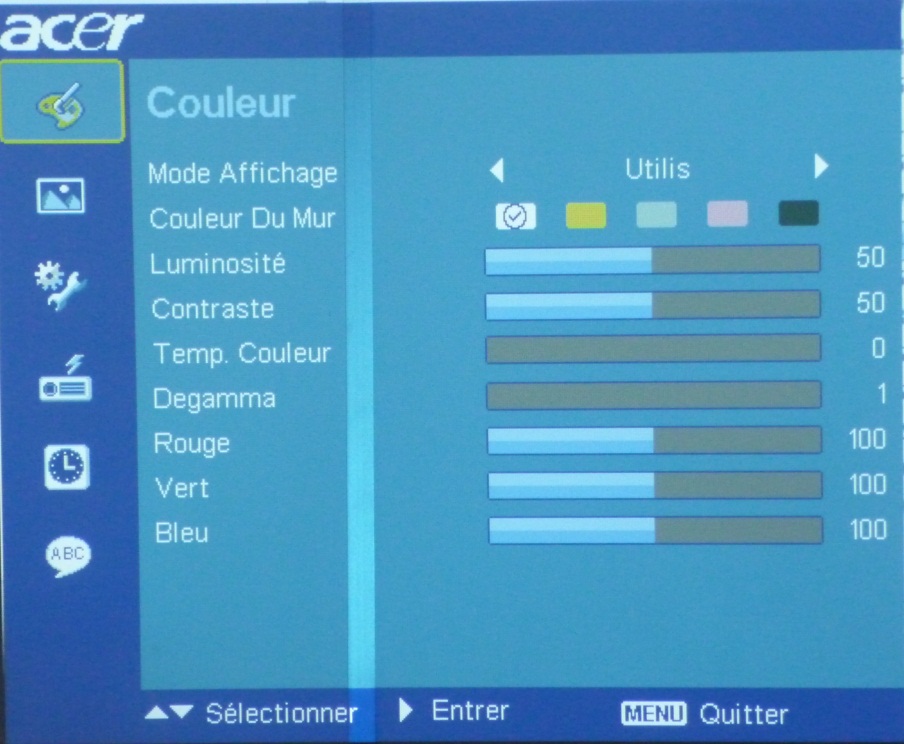 acer
Couleur
Mode Affichage Utilis
Couleur Du Mur
Luminosité 50
Contraste 50
Temp. Couleur 0
Degamma 1
Rouge 100
Vert 100
Bleu 100
ABC
Sélectionner Entrer MENU Quitter